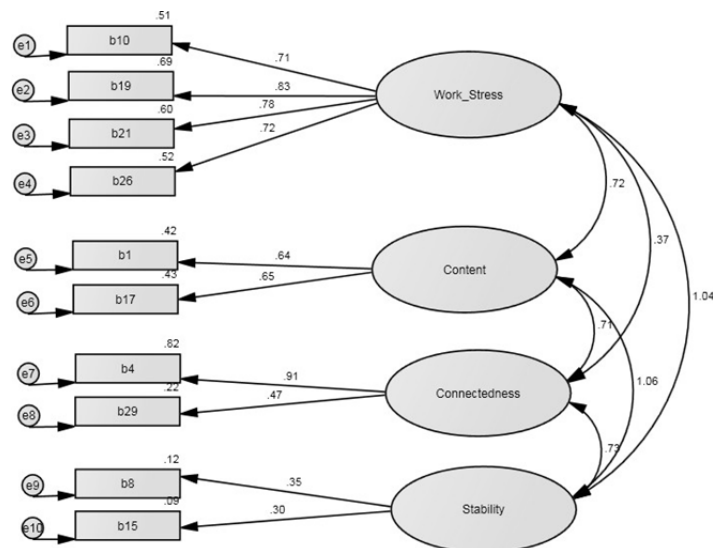 .51
e1
b10
.71
.69
e2
b19
.83
Work_Stress
.60
.78
e3
b21
.72
.52
e4
b26
.72
.37
1.04
.42
e5
b1
.64
Content
.43
.65
e6
b17
.71
.82
e7
b4
.91
1.06
Connectedness
.22
.47
e8
b29
.73
.12
e9
b8
.35
Stability
.09
.30
e10
b15